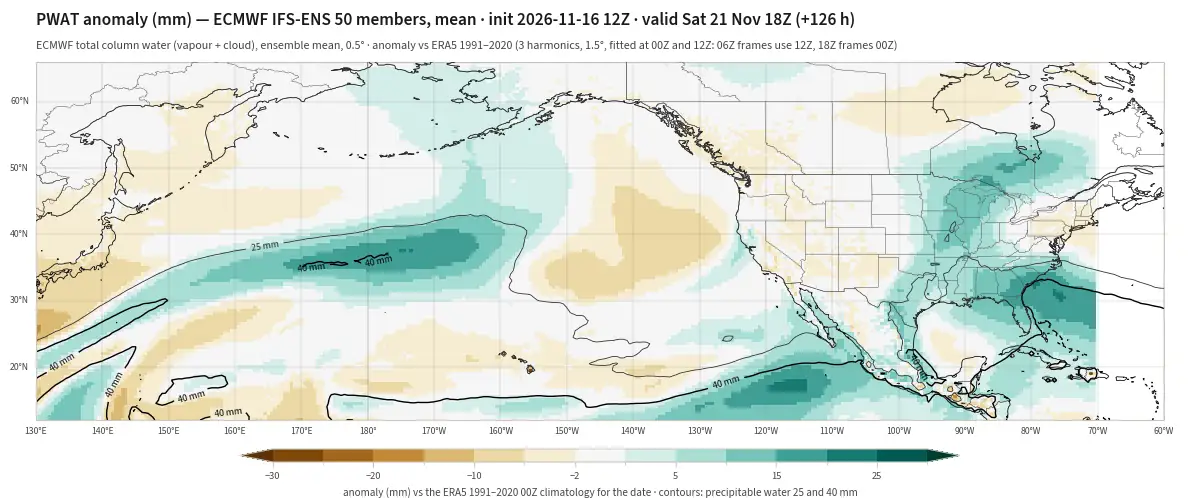 PWAT anomaly (mm) — ECMWF IFS-ENS 50 members, mean · init 2026-11-16 12Z · valid Sat 21 Nov 18Z (+126 h)
ECMWF total column water (vapour + cloud), ensemble mean, 0.5° · anomaly vs ERA5 1991–2020 (3 harmonics, 1.5°, fitted at 00Z and 12Z: 06Z frames use 12Z, 18Z frames 00Z)
60°N
50°N
40°N
30°N
20°N
25 mm
40 mm
40 mm
40 mm
40 mm
40 mm
40 mm
40 mm
130°E 140°E 150°E 160°E 170°E 180° 170°W 160°W 150°W 140°W 130°W 120°W 110°W 100°W 90°W 80°W 70°W 60°W
−30 −20 −10 −2 5 15 25
anomaly (mm) vs the ERA5 1991–2020 00Z climatology for the date · contours: precipitable water 25 and 40 mm